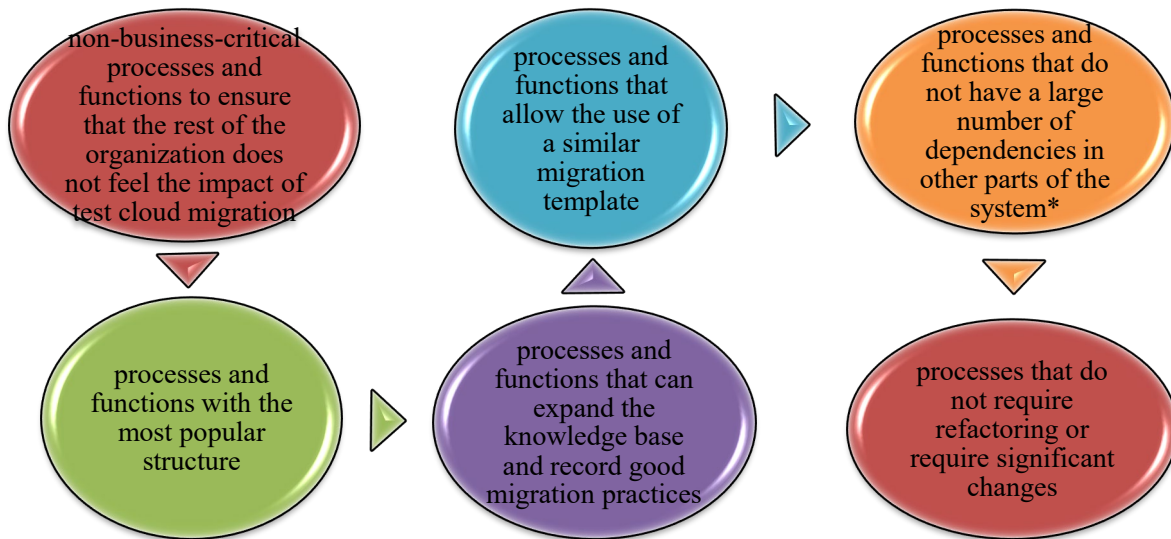 non-business-critical
processes and
functions to ensure
that the rest of the
organization does
not feel the impact of
test cloud migration
processes and
functions with the
most popular
structure
processes and
functions that can
expand the
knowledge base
and record good
migration practices
processes and
functions that
allow the use of
a similar
migration
template
processes and
functions that do
not have a large
number of
dependencies in
other parts of the
system*
processes that do
not require
refactoring or
require significant
changes